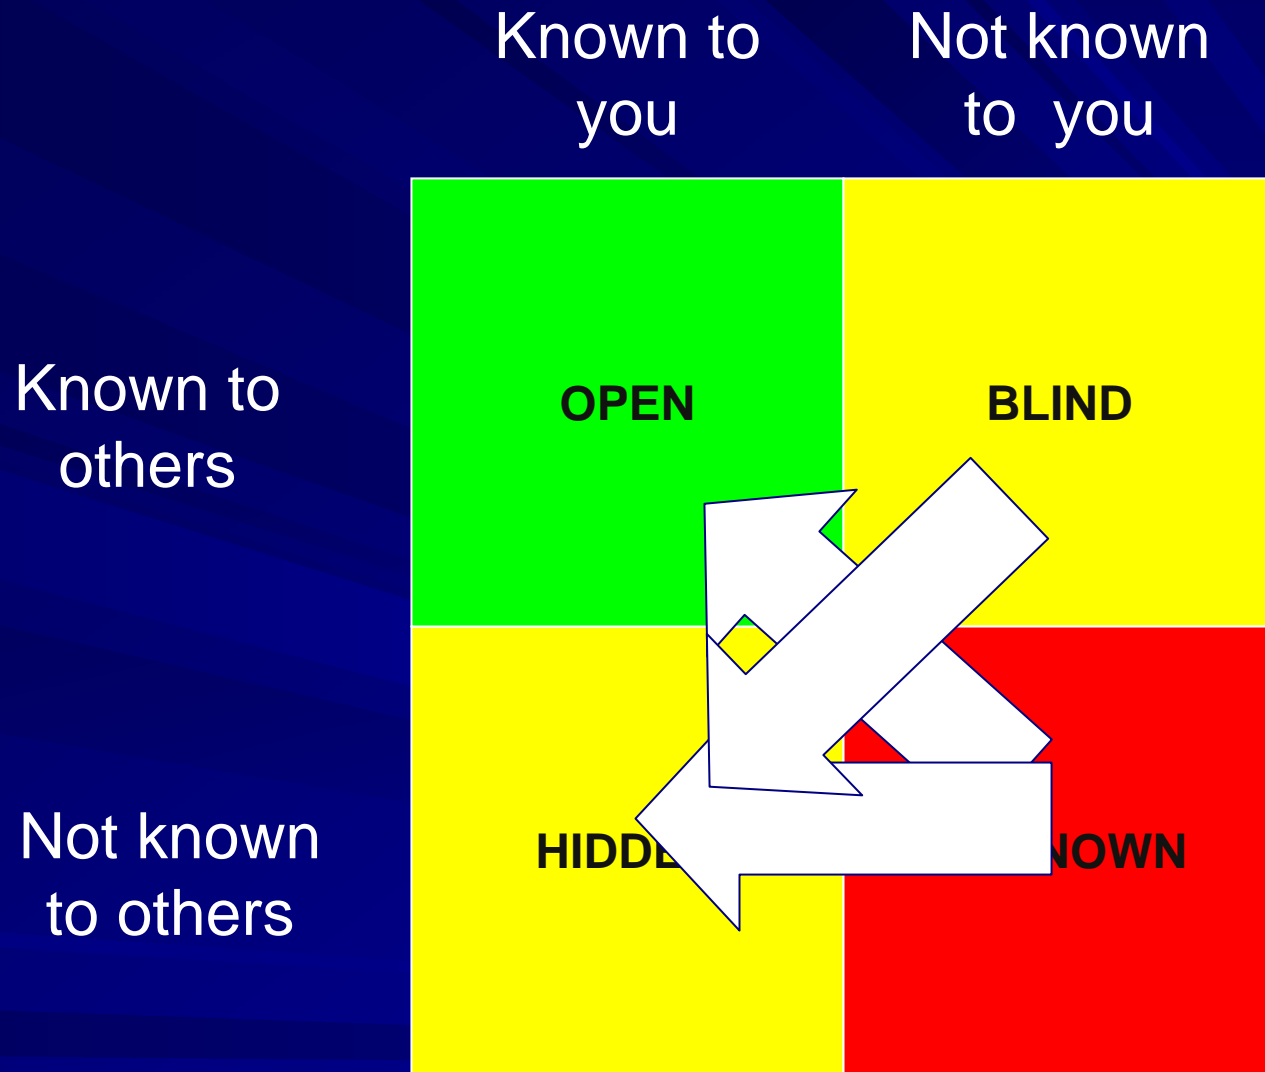 Known to
you
Not known
to you
Known to
others
OPEN
BLIND
Not known
to others